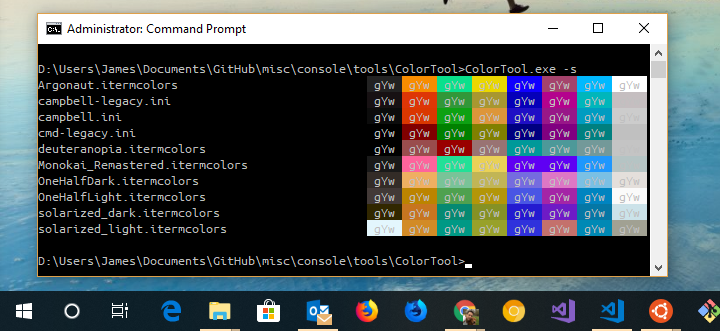 Administrator: Command Prompt
D:\Users\James\Documents\GitHub\misc\console\tools\ColorTool>ColorTool.exe -s
Argonaut.itermcolors gYw gYw gYw gYw gYw gYw gYw gYw
campbell-legacy.ini gYw gYw gYw gYw gYw gYw gYw gYw
campbell.ini gYw gYw gYw gYw gYw gYw gYw gYw
cmd-legacy.ini gYw gYw gYw gYw gYw gYw gYw
deuteranopia.itermcolors gYw gYw gYw gYw gYw gYw gYw gYw
Monokai_Remastered.itermcolors gYw gYw gYw gYw gYw gYw gYw
OneHalfDark.itermcolors gYw gYw gYw gYw gYw gYw gYw gYw
OneHalfLight.itermcolors gYw gYw gYw gYw gYw gYw gYw gYw
solarized_dark.itermcolors gYw gYw gYw gYw gYw gYw gYw gYw
solarized_light.itermcolors gYw gYw gYw gYw gYw gYw gYw gYw
D:\Users\James\Documents\GitHub\misc\console\tools\ColorTool>